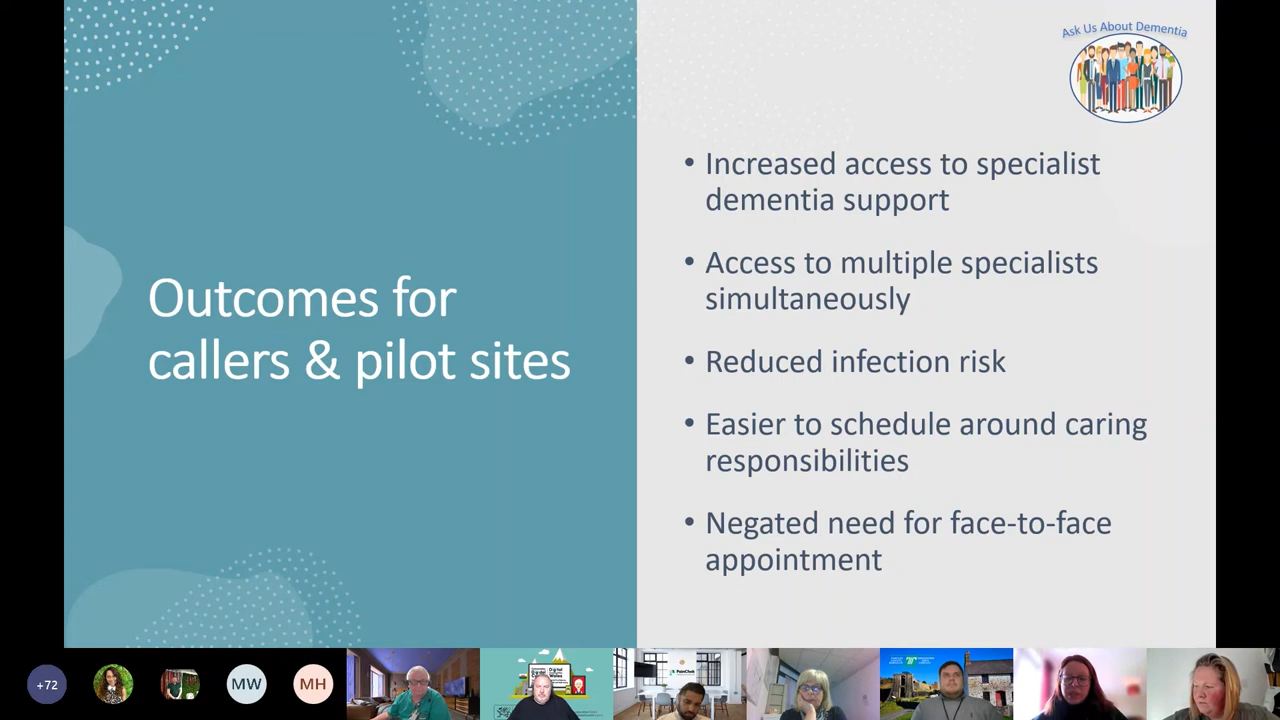 Ask Us About Dementia
Outcomes for
callers & pilot sites
• Increased access to specialist
dementia support
• Access to multiple specialists
simultaneously
• Reduced infection risk
• Easier to schedule around caring
responsibilities
• Negated need for face-to-face
appointment
+72
MW
MH
PainChek